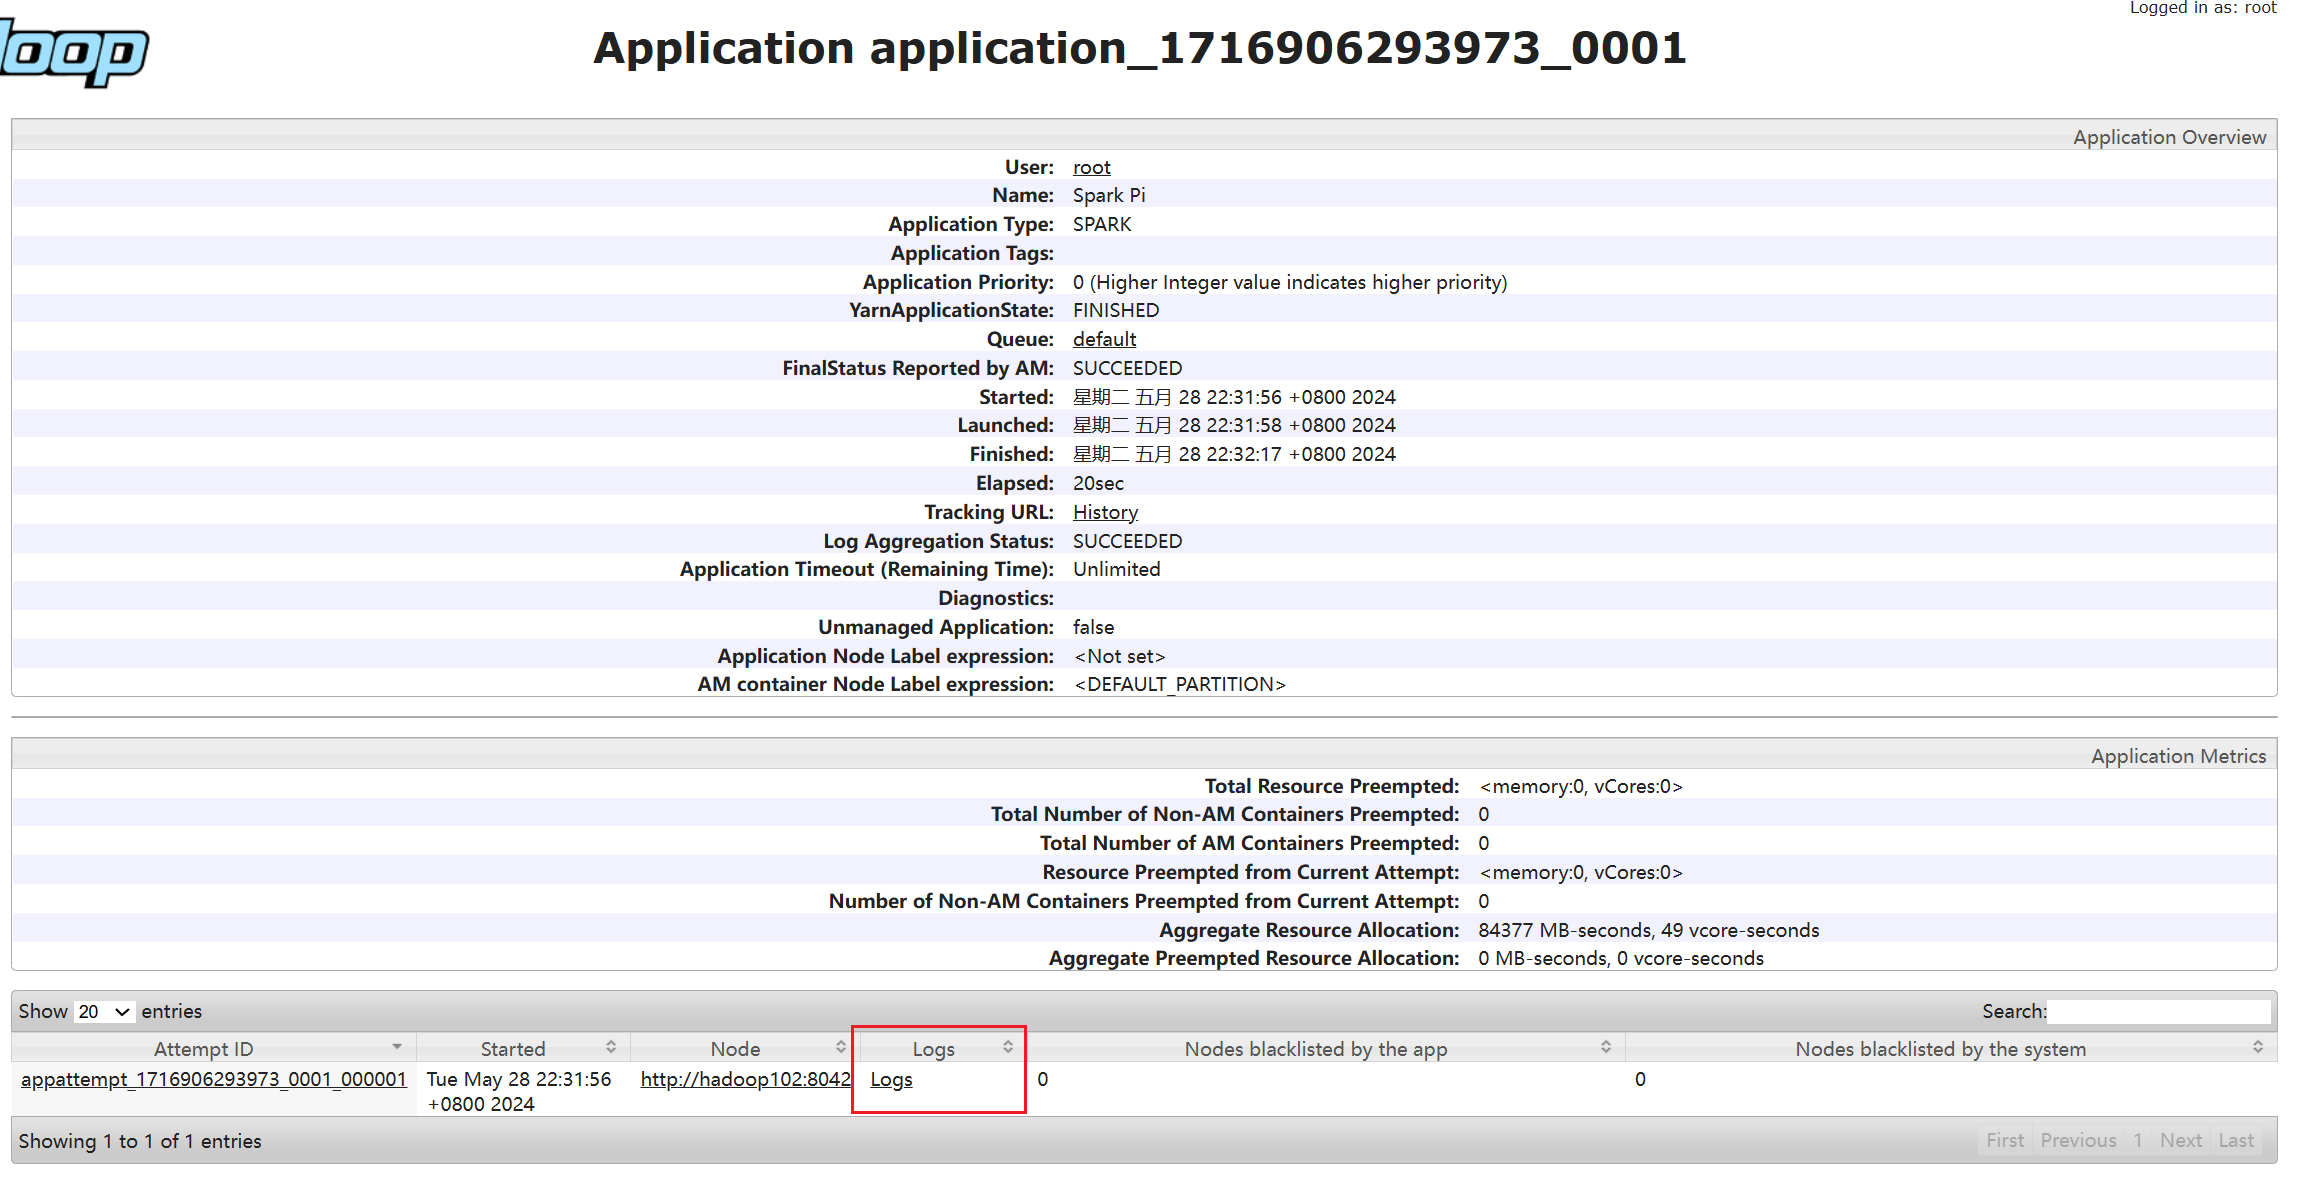 Logged in as: root
loop
Application application_1716906293973_0001
Application Overview
User: root
Name: Spark Pi
Application Type: SPARK
Application Tags:
Application Priority: 0 (Higher Integer value indicates higher priority)
YarnApplicationState: FINISHED
Queue: default
FinalStatus Reported by AM: SUCCEEDED
Started: 星期二 五月 28 22:31:56 +0800 2024
Launched: 星期二 五月 28 22:31:58 +0800 2024
Finished: 星期二 五月 28 22:32:17 +0800 2024
Elapsed: 20sec
Tracking URL: History
Log Aggregation Status: SUCCEEDED
Application Timeout (Remaining Time): Unlimited
Diagnostics:
Unmanaged Application: false
Application Node Label expression: <Not set>
AM container Node Label expression: <DEFAULT_PARTITION>
Application Metrics
Total Resource Preempted: <memory:0, vCores:0>
Total Number of Non-AM Containers Preempted: 0
Total Number of AM Containers Preempted: 0
Resource Preempted from Current Attempt: <memory:0, vCores:0>
Number of Non-AM Containers Preempted from Current Attempt: 0
Aggregate Resource Allocation: 84377 MB-seconds, 49 vcore-seconds
Aggregate Preempted Resource Allocation: 0 MB-seconds, 0 vcore-seconds
Show 20 entries Search:
Attempt ID Started Node Logs Nodes blacklisted by the app Nodes blacklisted by the system
appattempt_1716906293973_0001_000001 Tue May 28 22:31:56 http://hadoop102:8042 Logs 0 0
+0800 2024
Showing 1 to 1 of 1 entries First Previous 1 Next Last